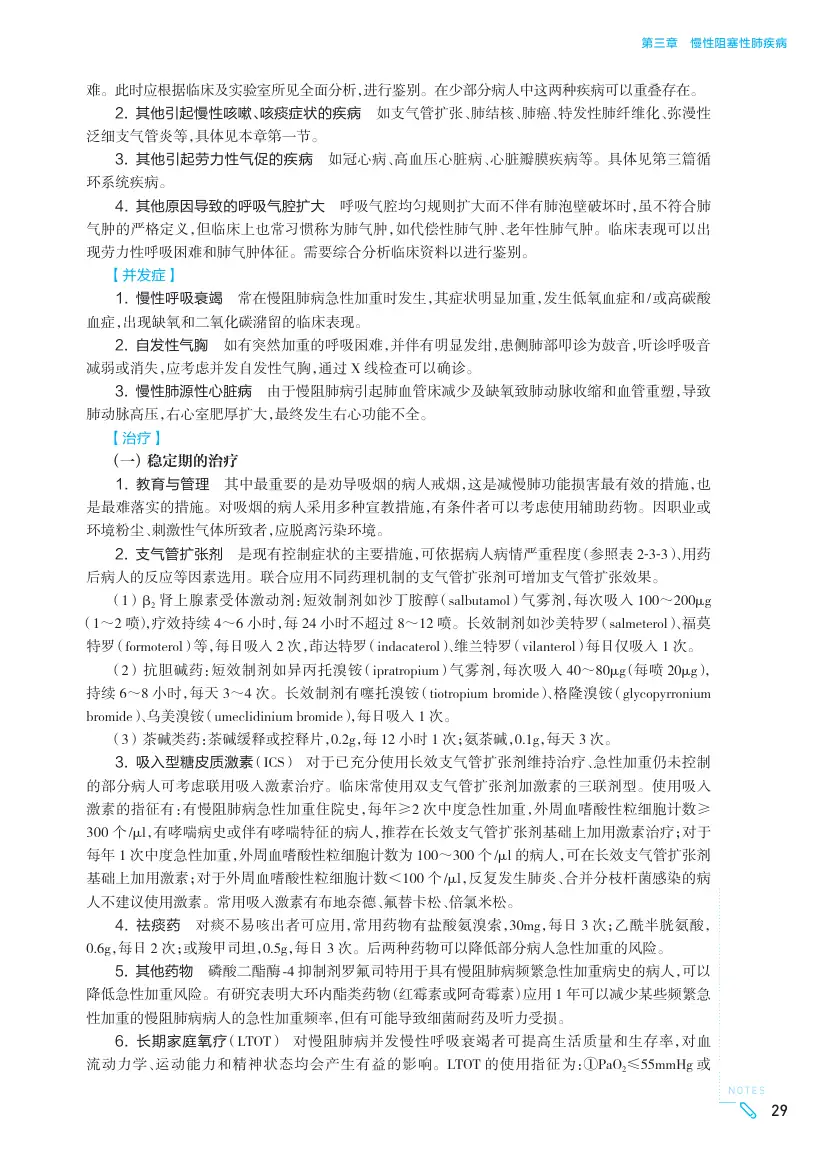 第三章 慢性阻塞性肺疾病
难。此时应根据临床及实验室所见全面分析,进行鉴别。在少部分病人中这两种疾病可以重叠存在。
2. 其他引起慢性咳嗽、咳痰症状的疾病 如支气管扩张、肺结核、肺癌、特发性肺纤维化、弥漫性
泛细支气管炎等,具体见本章第一节。
3. 其他引起劳力性气促的疾病 如冠心病、高血压心脏病、心脏瓣膜疾病等。具体见第三篇循
环系统疾病。
4. 其他原因导致的呼吸气腔扩大 呼吸气腔均匀规则扩大而不伴有肺泡壁破坏时,虽不符合肺
气肿的严格定义,但临床上也常习惯称为肺气肿,如代偿性肺气肿、老年性肺气肿。临床表现可以出
现劳力性呼吸困难和肺气肿体征。需要综合分析临床资料以进行鉴别。
【并发症】
1. 慢性呼吸衰竭 常在慢阻肺病急性加重时发生,其症状明显加重,发生低氧血症和/或高碳酸
血症,出现缺氧和二氧化碳潴留的临床表现。
2. 自发性气胸 如有突然加重的呼吸困难,并伴有明显发绀,患侧肺部叩诊为鼓音,听诊呼吸音
减弱或消失,应考虑并发自发性气胸,通过 X 线检查可以确诊。
3. 慢性肺源性心脏病 由于慢阻肺病引起肺血管床减少及缺氧致肺动脉收缩和血管重塑,导致
肺动脉高压,右心室肥厚扩大,最终发生右心功能不全。
【治疗】
(一) 稳定期的治疗
1. 教育与管理 其中最重要的是劝导吸烟的病人戒烟,这是减慢肺功能损害最有效的措施,也
是最难落实的措施。对吸烟的病人采用多种宣教措施,有条件者可以考虑使用辅助药物。因职业或
环境粉尘、刺激性气体所致者,应脱离污染环境。
2. 支气管扩张剂 是现有控制症状的主要措施,可依据病人病情严重程度(参照表 2-3-3)、用药
后病人的反应等因素选用。联合应用不同药理机制的支气管扩张剂可增加支气管扩张效果。
(1) β₂ 肾上腺素受体激动剂:短效制剂如沙丁胺醇(salbutamol)气雾剂,每次吸入 100～200μg
(1～2 喷),疗效持续 4～6 小时,每 24 小时不超过 8～12 喷。长效制剂如沙美特罗(salmeterol)、福莫
特罗(formoterol)等,每日吸入 2 次,茚达特罗(indacaterol)、维兰特罗(vilanterol)每日仅吸入 1 次。
(2) 抗胆碱药:短效制剂如异丙托溴铵(ipratropium)气雾剂,每次吸入 40～80μg(每喷 20μg),
持续 6～8 小时,每天 3～4 次。长效制剂有噻托溴铵(tiotropium bromide)、格隆溴铵(glycopyrronium
bromide)、乌美溴铵(umeclidinium bromide),每日吸入 1 次。
(3) 茶碱类药:茶碱缓释或控释片,0.2g,每 12 小时 1 次;氨茶碱,0.1g,每天 3 次。
3. 吸入型糖皮质激素(ICS) 对于已充分使用长效支气管扩张剂维持治疗、急性加重仍未控制
的部分病人可考虑联用吸入激素治疗。临床常使用双支气管扩张剂加激素的三联剂型。使用吸入
激素的指征有:有慢阻肺病急性加重住院史,每年≥2 次中度急性加重,外周血嗜酸性粒细胞计数≥
300 个/μl,有哮喘病史或伴有哮喘特征的病人,推荐在长效支气管扩张剂基础上加用激素治疗;对于
每年 1 次中度急性加重,外周血嗜酸性粒细胞计数为 100～300 个/μl 的病人,可在长效支气管扩张剂
基础上加用激素;对于外周血嗜酸性粒细胞计数<100 个/μl,反复发生肺炎、合并分枝杆菌感染的病
人不建议使用激素。常用吸入激素有布地奈德、氟替卡松、倍氯米松。
4. 祛痰药 对痰不易咳出者可应用,常用药物有盐酸氨溴索,30mg,每日 3 次;乙酰半胱氨酸,
0.6g,每日 2 次;或羧甲司坦,0.5g,每日 3 次。后两种药物可以降低部分病人急性加重的风险。
5. 其他药物 磷酸二酯酶-4 抑制剂罗氟司特用于具有慢阻肺病频繁急性加重病史的病人,可以
降低急性加重风险。有研究表明大环内酯类药物(红霉素或阿奇霉素)应用 1 年可以减少某些频繁急
性加重的慢阻肺病病人的急性加重频率,但有可能导致细菌耐药及听力受损。
6. 长期家庭氧疗(LTOT) 对慢阻肺病并发慢性呼吸衰竭者可提高生活质量和生存率,对血
流动力学、运动能力和精神状态均会产生有益的影响。LTOT 的使用指征为:①PaO₂≤55mmHg 或
NOTES
29